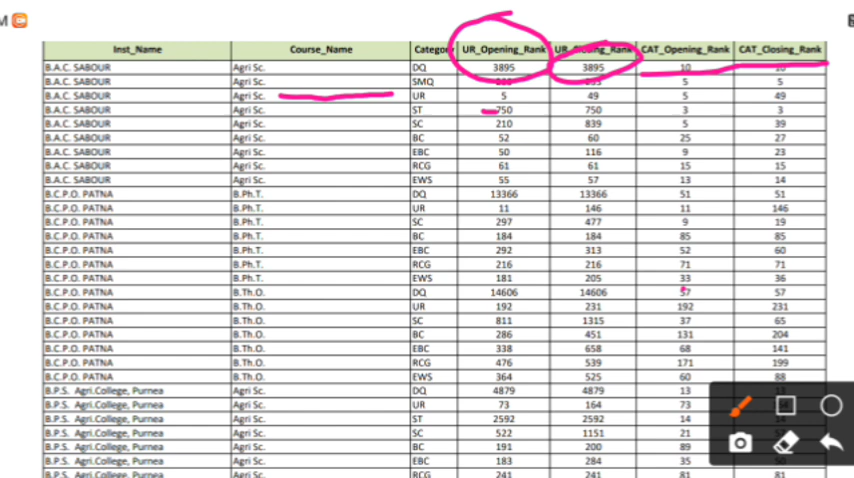 M
Inst_Name Course_Name Category UR_Opening_Rank UR_Closing_Rank CAT_Opening_Rank CAT_Closing_Rank
B.A.C. SABOUR Agri Sc. DQ 3895 3895 10
B.A.C. SABOUR Agri Sc. SMQ 5 5
B.A.C. SABOUR Agri Sc. UR 5 49 5 49
B.A.C. SABOUR Agri Sc. ST 750 750 3 3
B.A.C. SABOUR Agri Sc. SC 210 839 5 39
B.A.C. SABOUR Agri Sc. BC 52 60 25 27
B.A.C. SABOUR Agri Sc. EBC 50 116 9 23
B.A.C. SABOUR Agri Sc. RCG 61 61 15 15
B.A.C. SABOUR Agri Sc. EWS 55 57 13 14
B.C.P.O. PATNA B.Ph.T. DQ 13366 13366 51 51
B.C.P.O. PATNA B.Ph.T. UR 11 146 11 146
B.C.P.O. PATNA B.Ph.T. SC 297 477 9 19
B.C.P.O. PATNA B.Ph.T. BC 184 184 85 85
B.C.P.O. PATNA B.Ph.T. EBC 292 313 52 60
B.C.P.O. PATNA B.Ph.T. RCG 216 216 71 71
B.C.P.O. PATNA B.Ph.T. EWS 181 205 33 36
B.C.P.O. PATNA B.Th.O. DQ 14606 14606 57 57
B.C.P.O. PATNA B.Th.O. UR 192 231 192 231
B.C.P.O. PATNA B.Th.O. SC 811 1315 37 65
B.C.P.O. PATNA B.Th.O. BC 286 451 131 204
B.C.P.O. PATNA B.Th.O. EBC 338 658 68 141
B.C.P.O. PATNA B.Th.O. RCG 476 539 171 199
B.C.P.O. PATNA B.Th.O. EWS 364 525 60 88
B.P.S. Agri.College, Purnea Agri Sc. DQ 4879 4879 13
B.P.S. Agri.College, Purnea Agri Sc. UR 73 164 73
B.P.S. Agri.College, Purnea Agri Sc. ST 2592 2592 14
B.P.S. Agri.College, Purnea Agri Sc. SC 522 1151 21
B.P.S. Agri.College, Purnea Agri Sc. BC 191 200 89
B.P.S. Agri.College, Purnea Agri Sc. EBC 183 284 35
B.P.S. Agri.College, Purnea Agri Sc. RCG 241 241 81 81